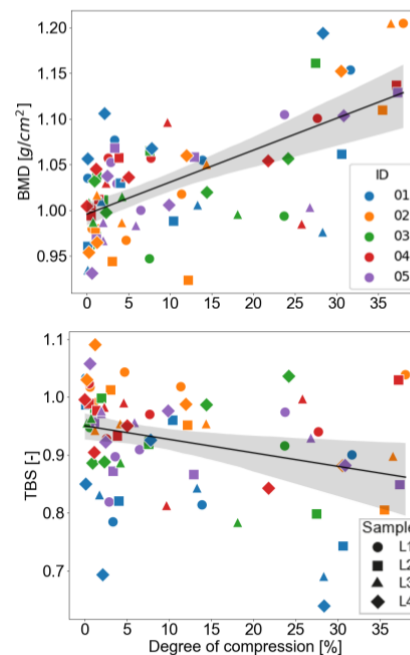 1.20
1.15
1.10
1.05
1.00
0.95
BMD [g/cm²]
ID
01
02
03
04
05
0 5 10 15 20 25 30 35
1.1
1.0
0.9
0.8
0.7
TBS [-]
Sample
L1
L2
L3
L4
0 5 10 15 20 25 30 35
Degree of compression [%]